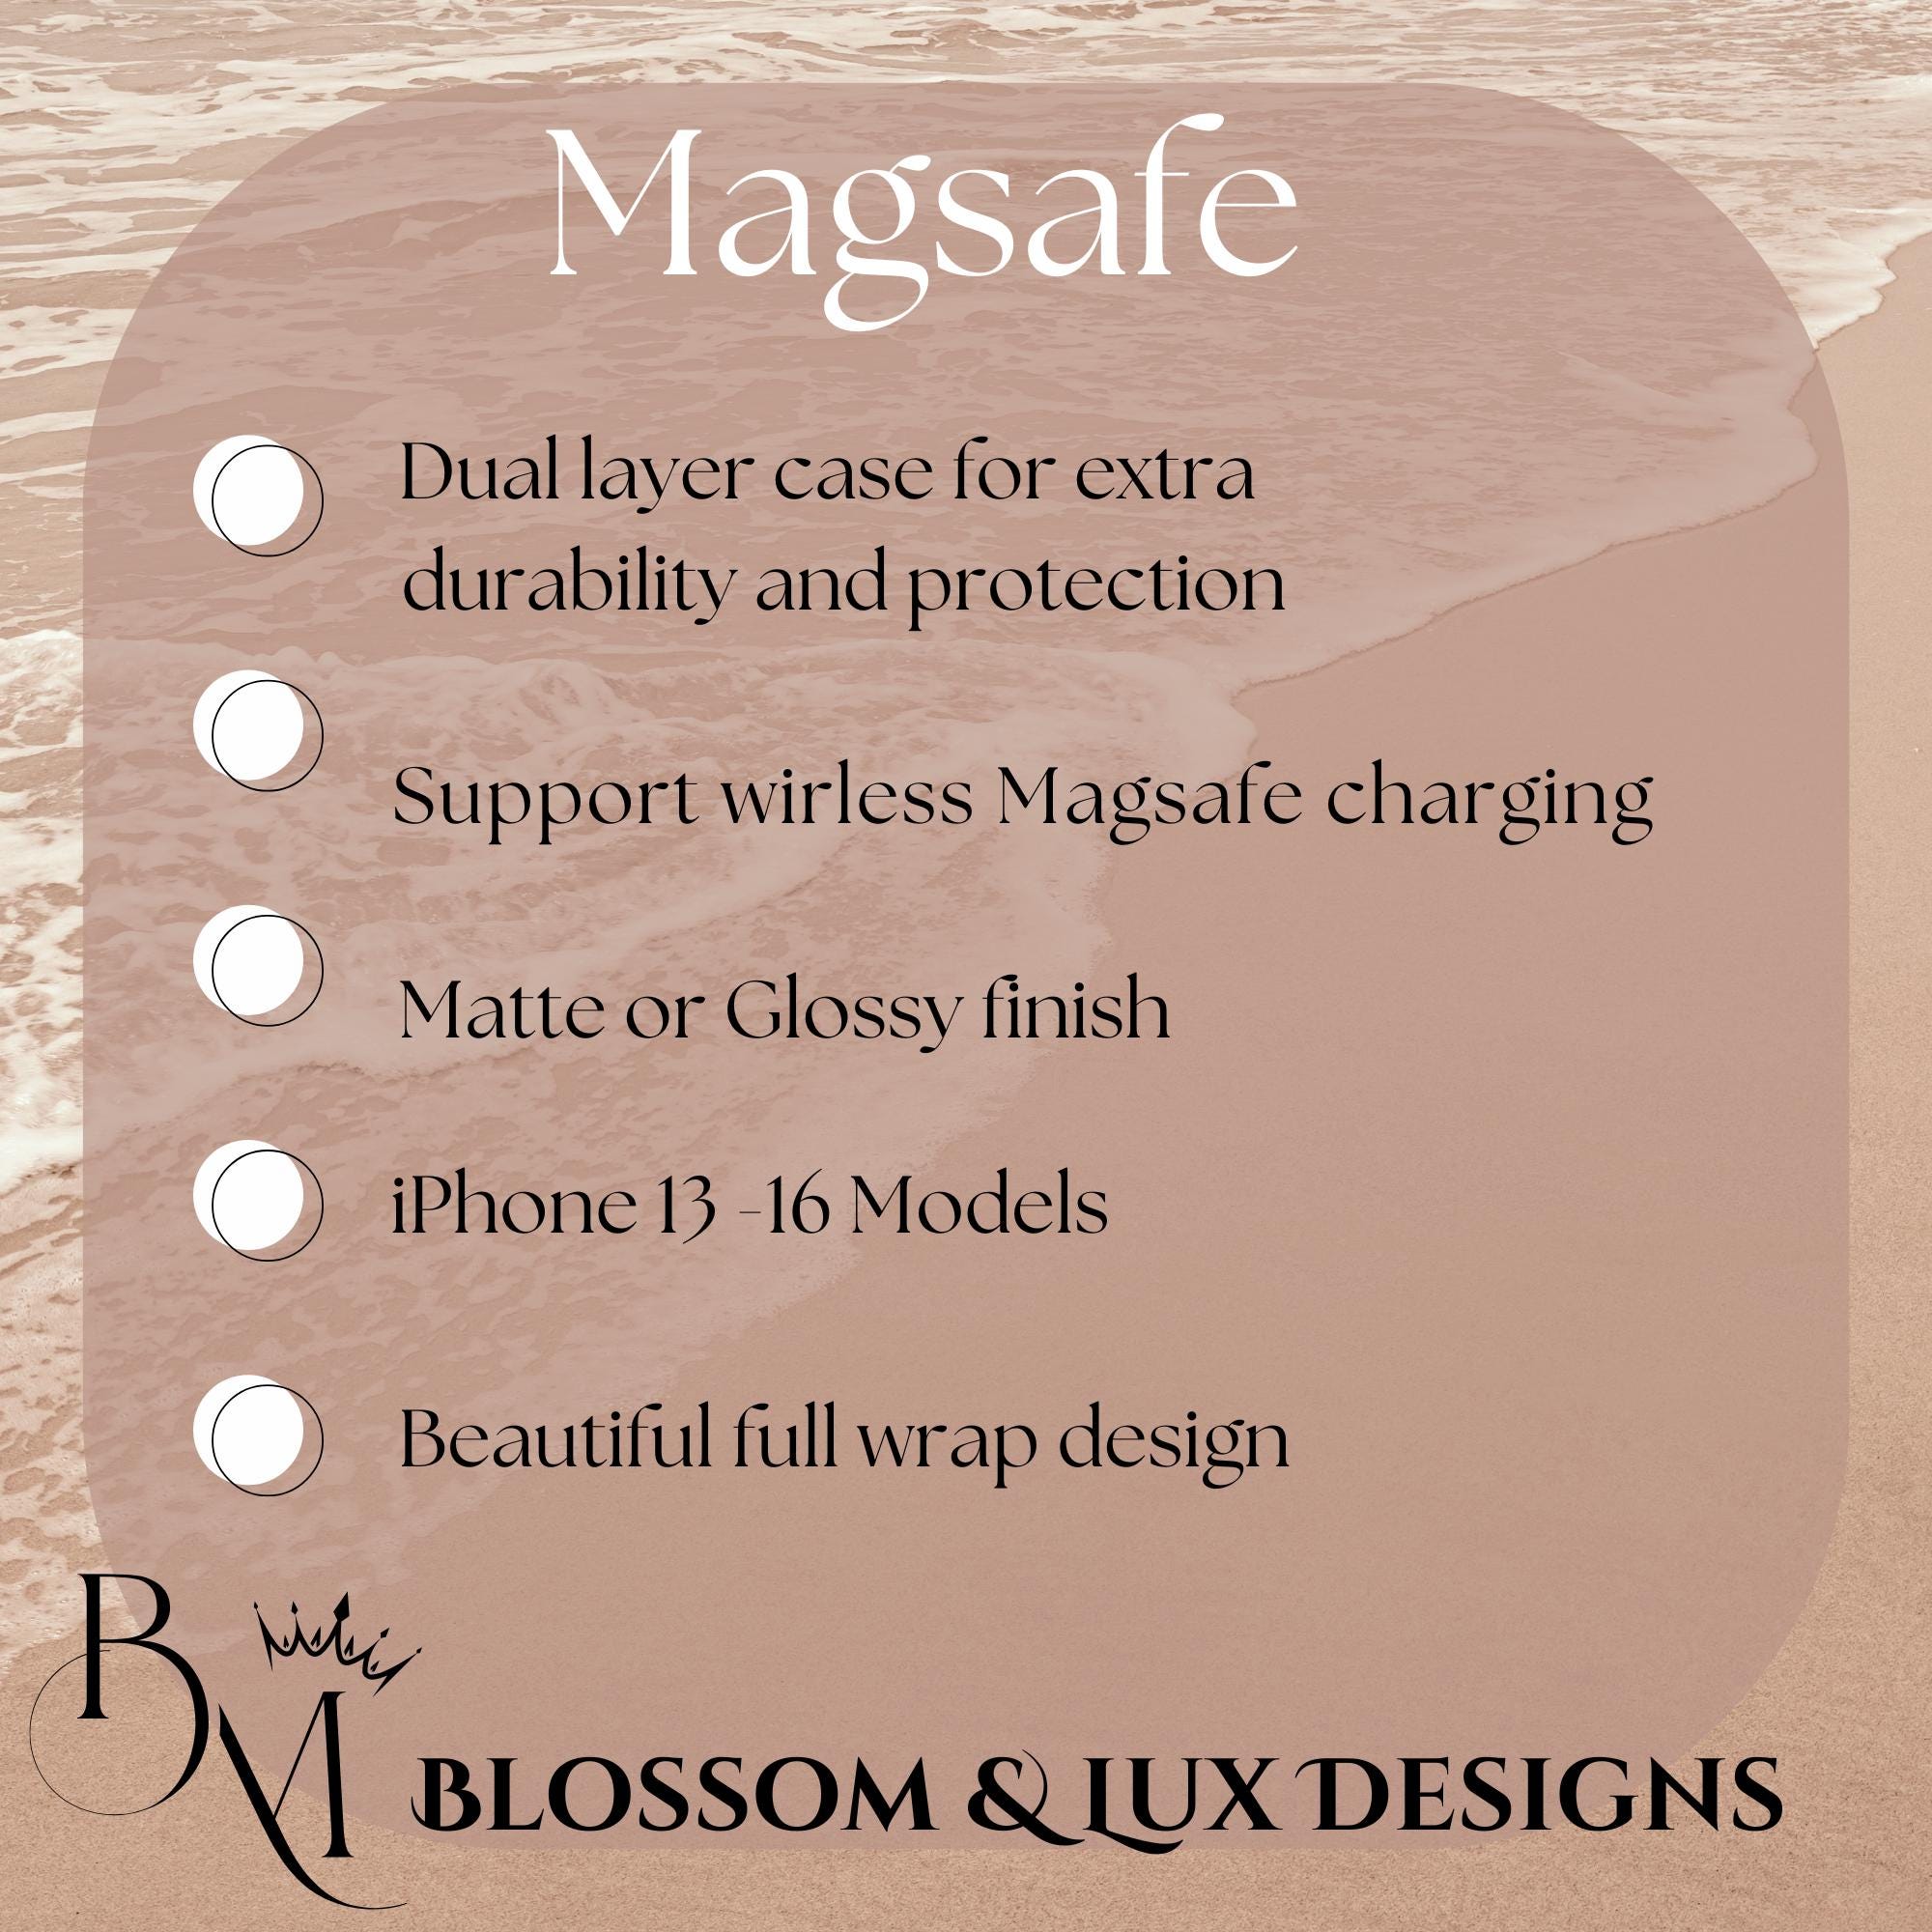 Magsafe
Dual layer case for extra
durability and protection
Support wirless Magsafe charging
Matte or Glossy finish
iPhone 13 -16 Models
Beautiful full wrap design
BM
BLOSSOM & LUX DESIGNS